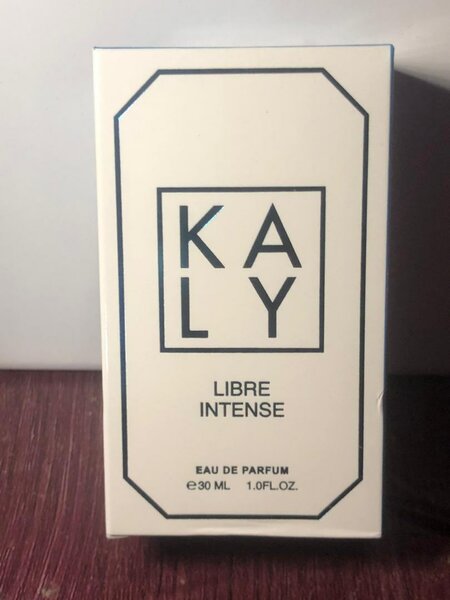 KA
LY
LIBRE
INTENSE
EAU DE PARFUM
℮30 ML 1.0FL.OZ.